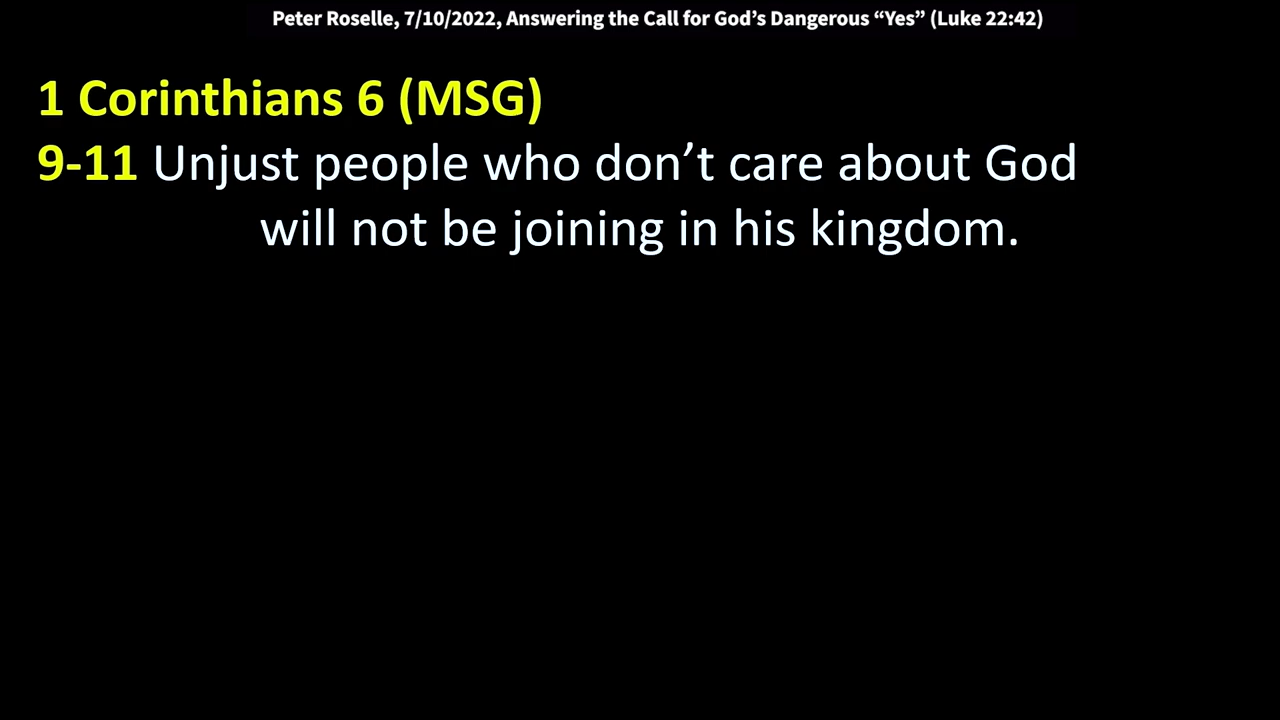 Peter Roselle, 7/10/2022, Answering the Call for God’s Dangerous “Yes” (Luke 22:42)
1 Corinthians 6 (MSG)
9-11 Unjust people who don’t care about God
will not be joining in his kingdom.